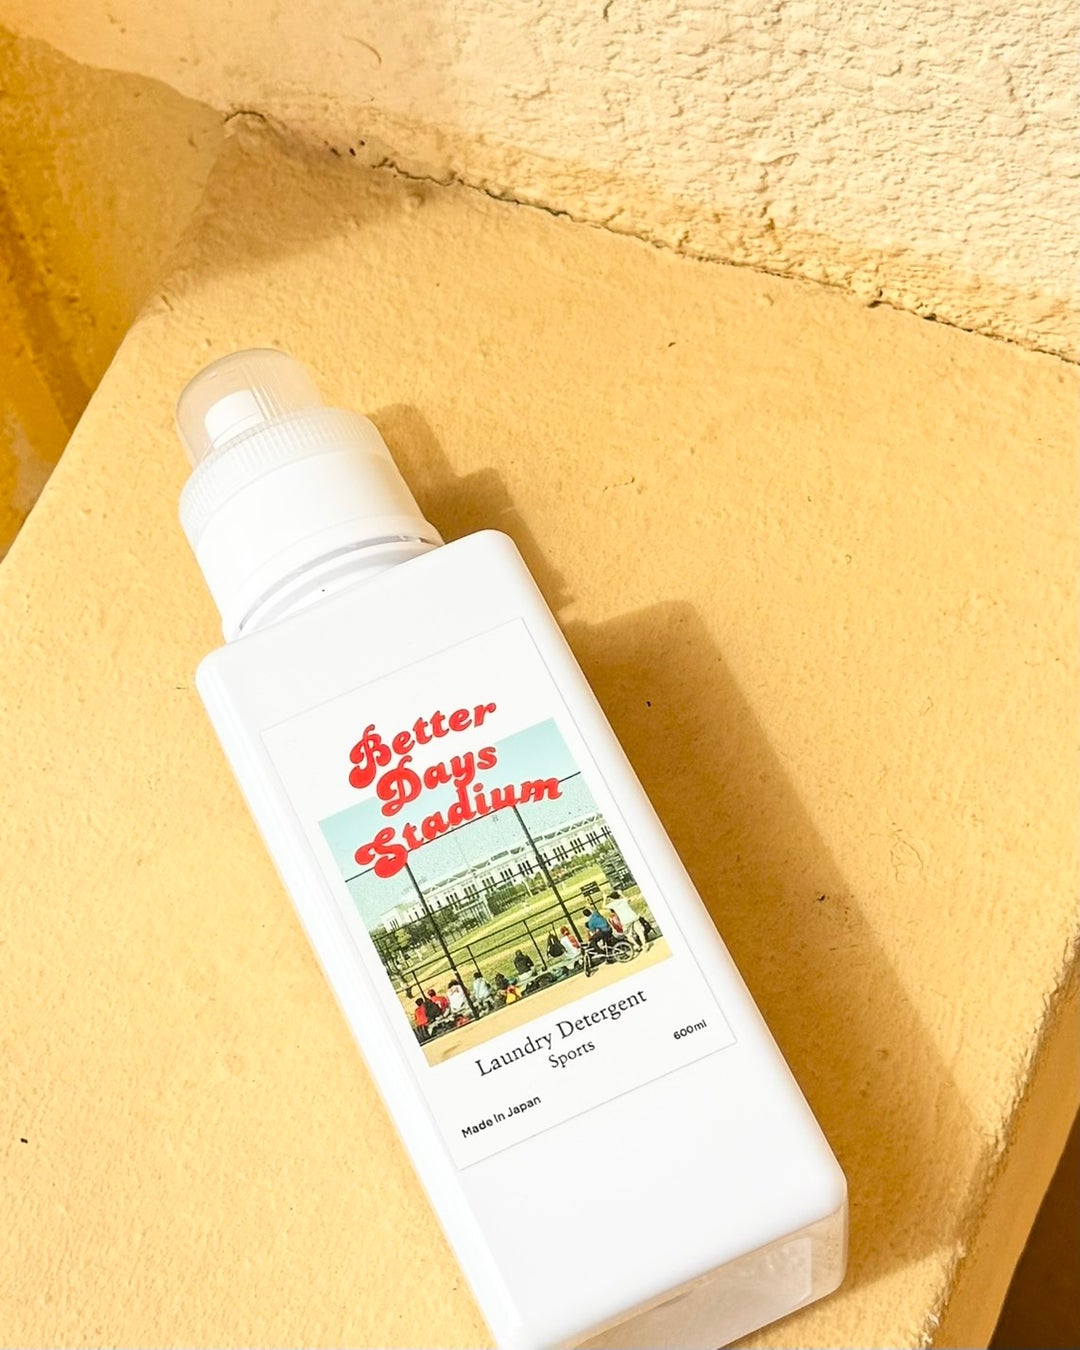 Better
Days
Stadium
Laundry Detergent
Sports
600ml
Made In Japan